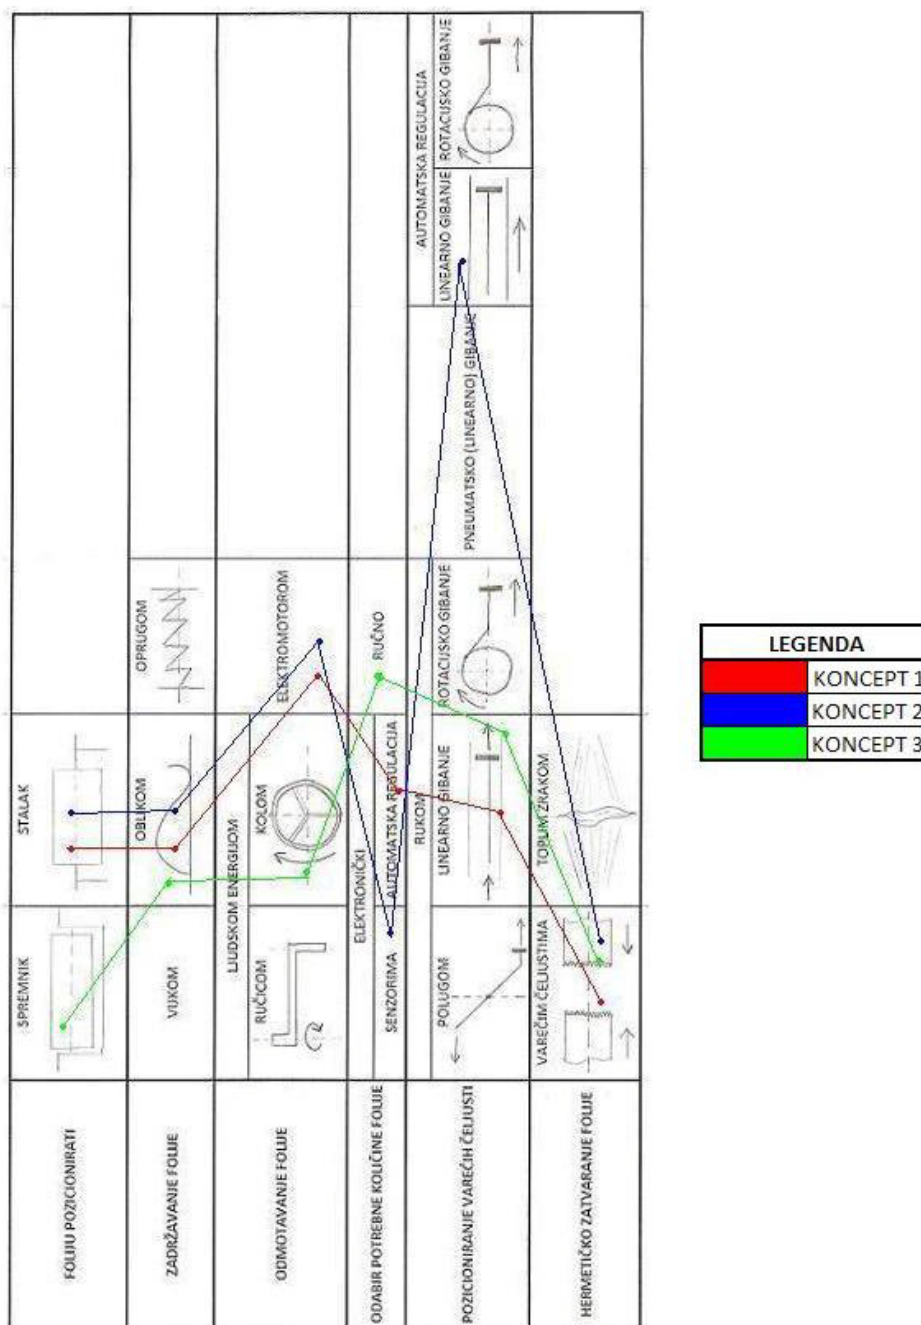 FOLIJU POZICIONIRATI
SPREMNIK
STALAK
ZADRŽAVANJE FOLIJE
VIJKOM
OBLIKOM
OPRUGOM
ODMOTAVANJE FOLIJE
LJUDSKOM ENERGIJOM
RUČICOM
KOLOM
ELEKTROMOTOROM
ODABIR POTREBNE KOLIČINE FOLIJE
ELEKTRONIČKI
SENZORIMA
AUTOMATSKA REGULACIJA
RUČNO
POZICIONIRANJE VAREĆIH ČELJUSTI
RUKOM
POLUGOM
LINEARNO GIBANJE
ROTACIJSKO GIBANJE
PNEUMATSKO (LINEARNO) GIBANJE
AUTOMATSKA REGULACIJA
LINEARNO GIBANJE
ROTACIJSKO GIBANJE
HERMETIČKO ZATVARANJE FOLIJE
VAREĆIM ČELJUSTIMA
TOPLIM ZRAKOM
LEGENDA
KONCEPT 1
KONCEPT 2
KONCEPT 3